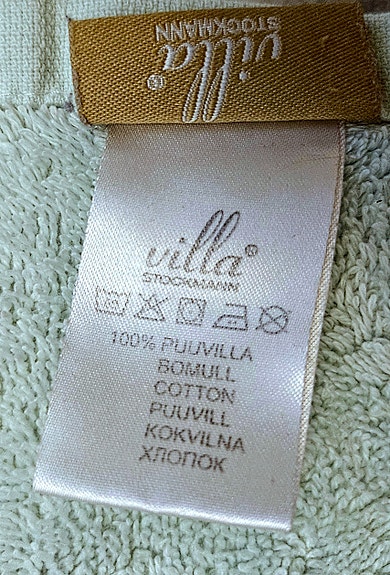 villa®
STOCKMANN
villa®
STOCKMANN
100% PUUVILLA
BOMULL
COTTON
PUUVILL
KOKVILNA
ХЛОПОК